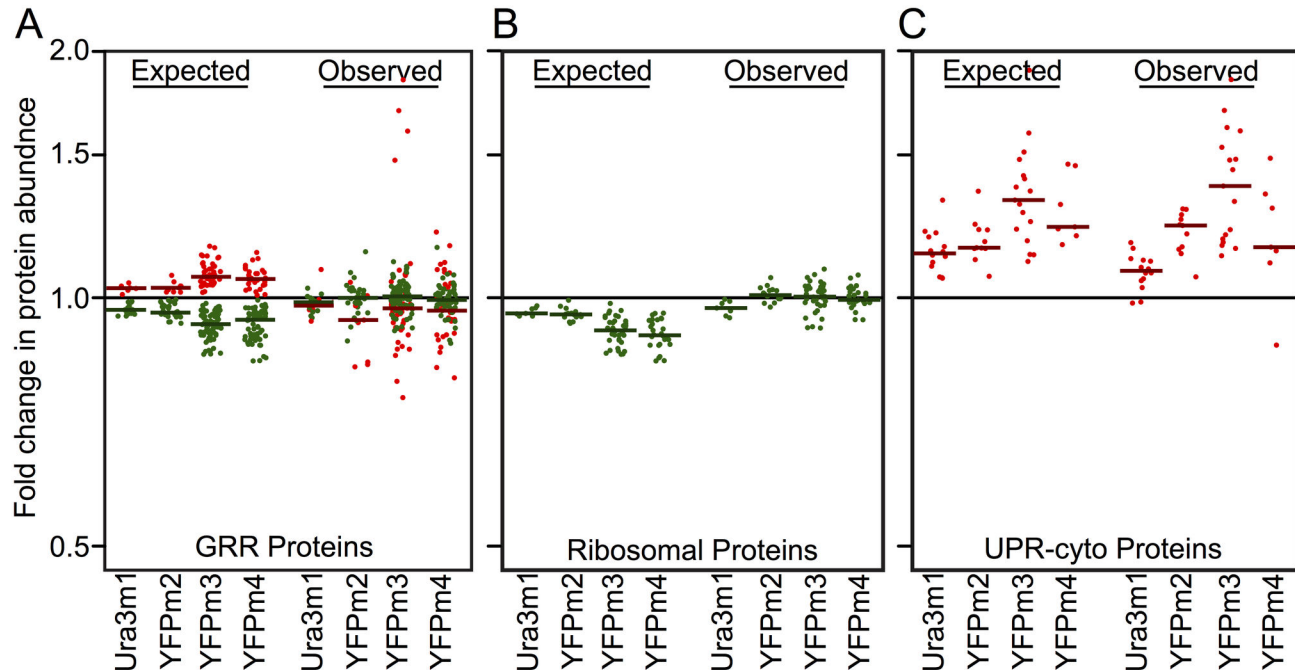 A
B
C
Fold change in protein abundnce
2.0
1.5
1.0
0.5
Expected
Observed
GRR Proteins
Ura3m1
YFPm2
YFPm3
YFPm4
Ura3m1
YFPm2
YFPm3
YFPm4
Expected
Observed
Ribosomal Proteins
Ura3m1
YFPm2
YFPm3
YFPm4
Ura3m1
YFPm2
YFPm3
YFPm4
Expected
Observed
UPR-cyto Proteins
Ura3m1
YFPm2
YFPm3
YFPm4
Ura3m1
YFPm2
YFPm3
YFPm4